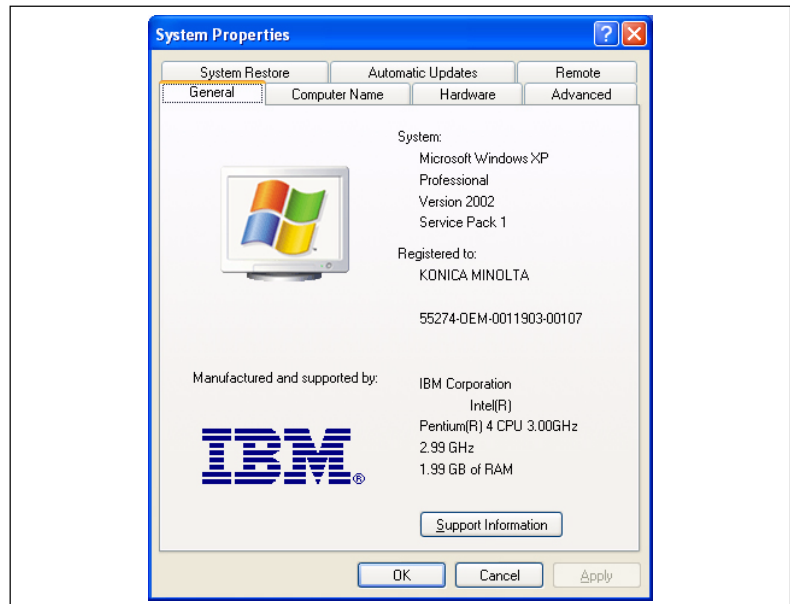 System Properties
System Restore Automatic Updates Remote
General Computer Name Hardware Advanced
System:
Microsoft Windows XP
Professional
Version 2002
Service Pack 1
Registered to:
KONICA MINOLTA
55274-OEM-0011903-00107
Manufactured and supported by:
IBM Corporation
Intel(R)
Pentium(R) 4 CPU 3.00GHz
2.99 GHz
1.99 GB of RAM
IBM®
Support Information
OK Cancel Apply